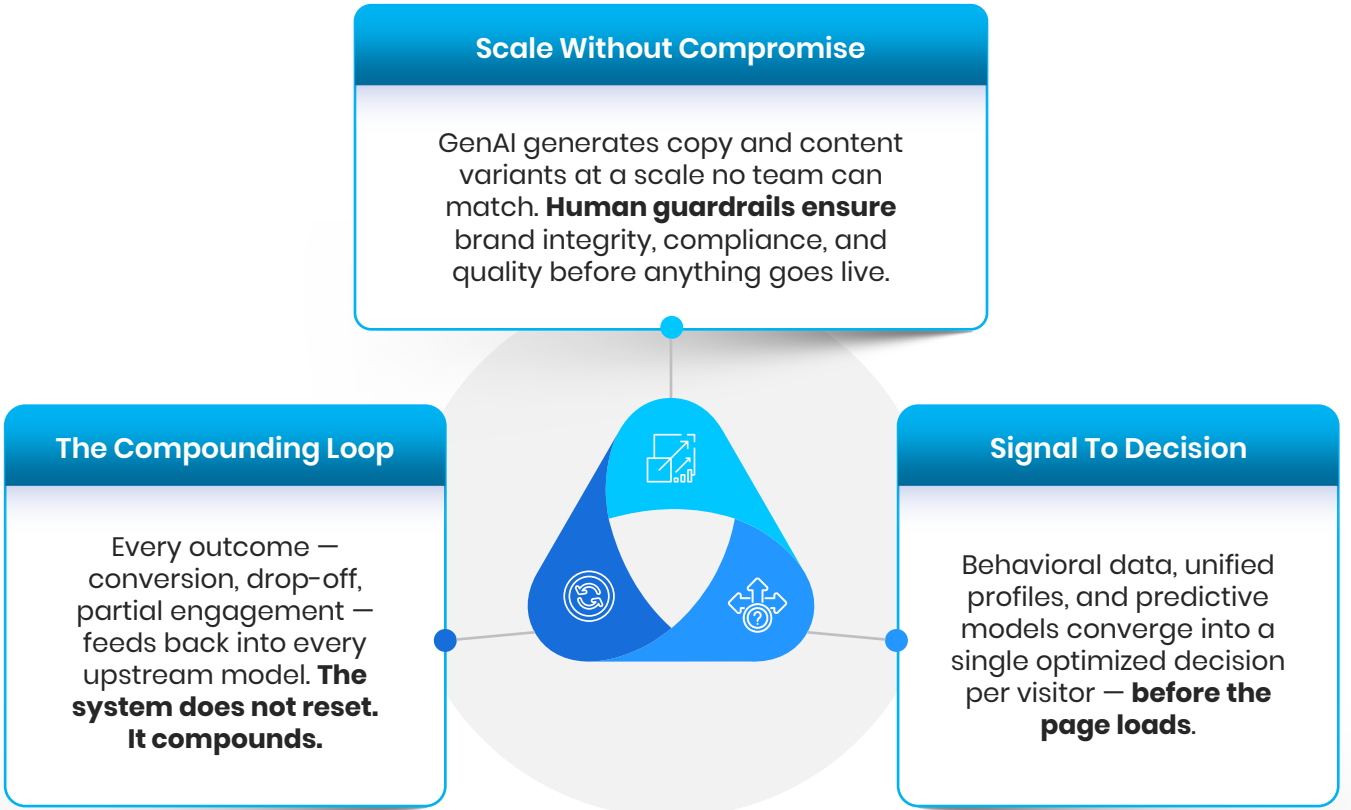 Scale Without Compromise
GenAI generates copy and content
variants at a scale no team can
match. Human guardrails ensure
brand integrity, compliance, and
quality before anything goes live.
The Compounding Loop
Every outcome —
conversion, drop-off,
partial engagement —
feeds back into every
upstream model. The
system does not reset.
It compounds.
?
Signal To Decision
Behavioral data, unified
profiles, and predictive
models converge into a
single optimized decision
per visitor — before the
page loads.